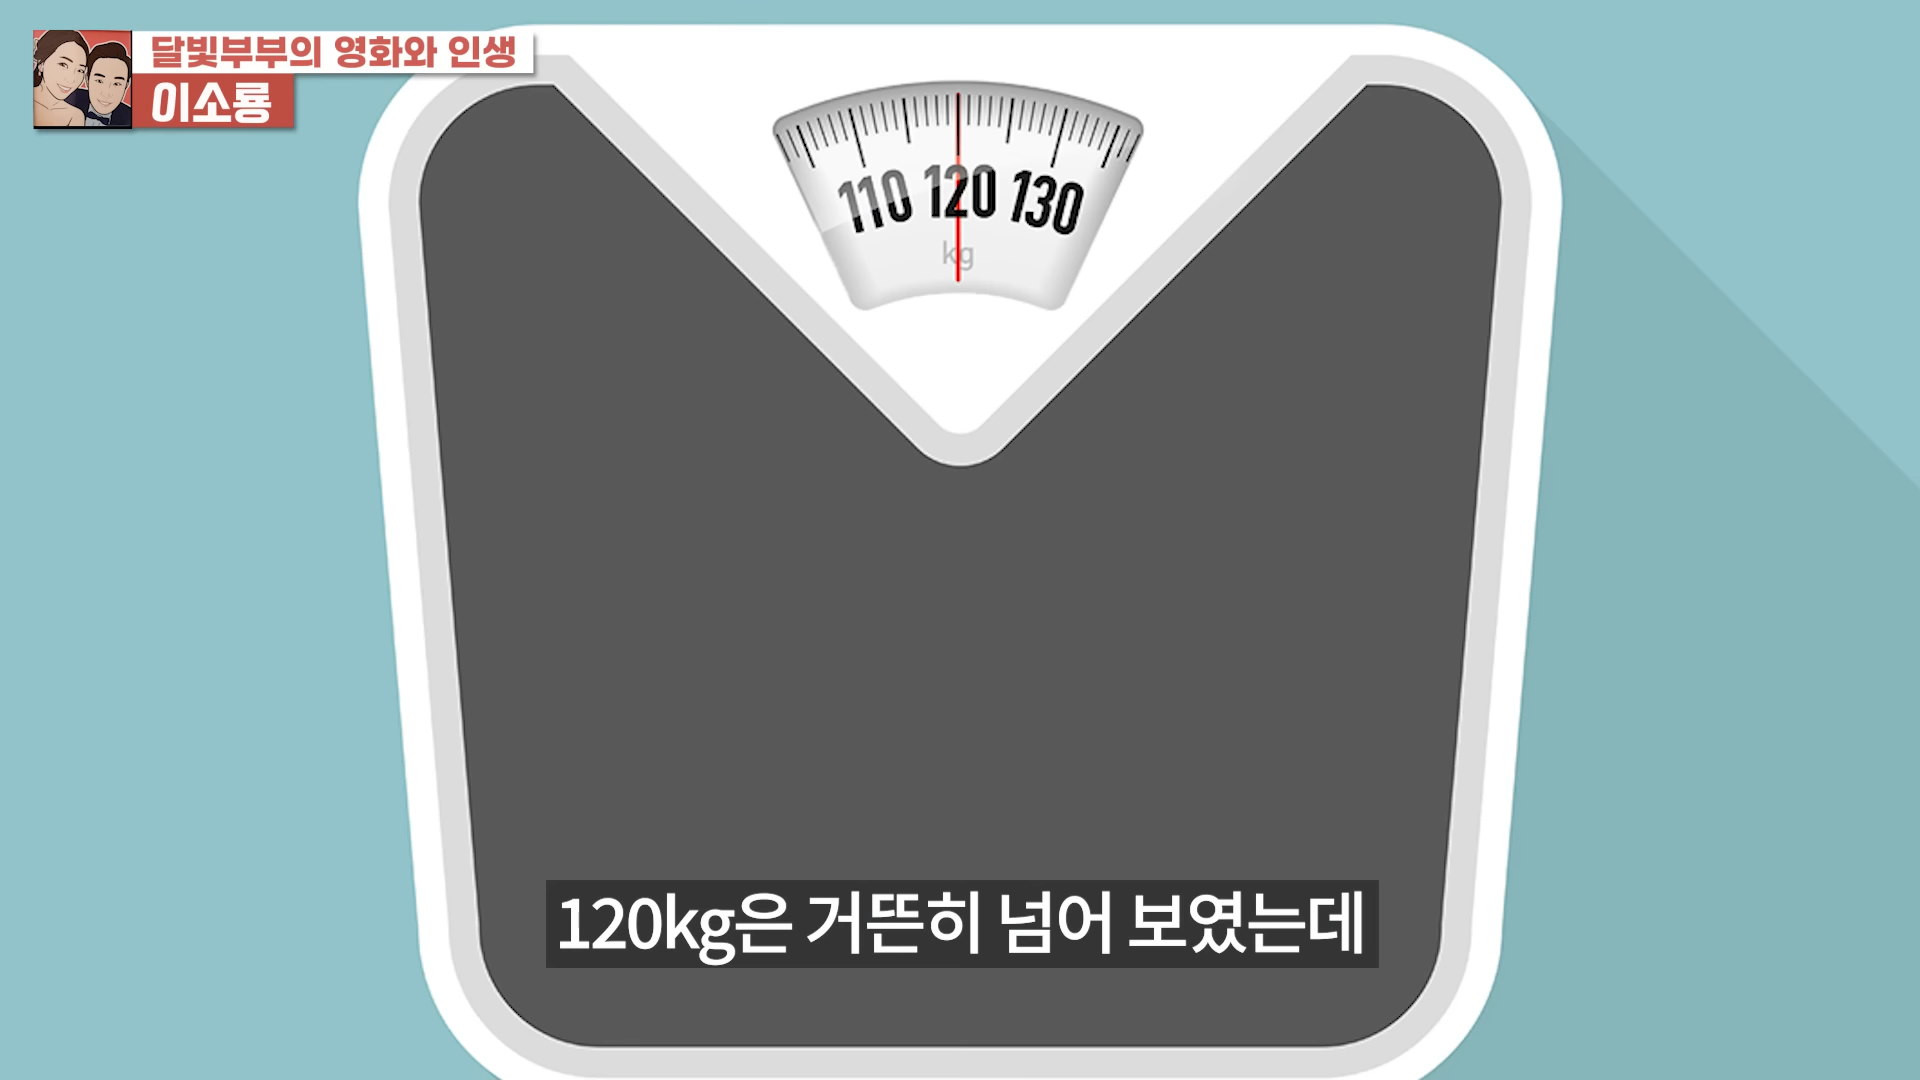 달빛부부의 영화와 인생
이소룡
110 120 130
kg
120kg은 거뜬히 넘어 보였는데